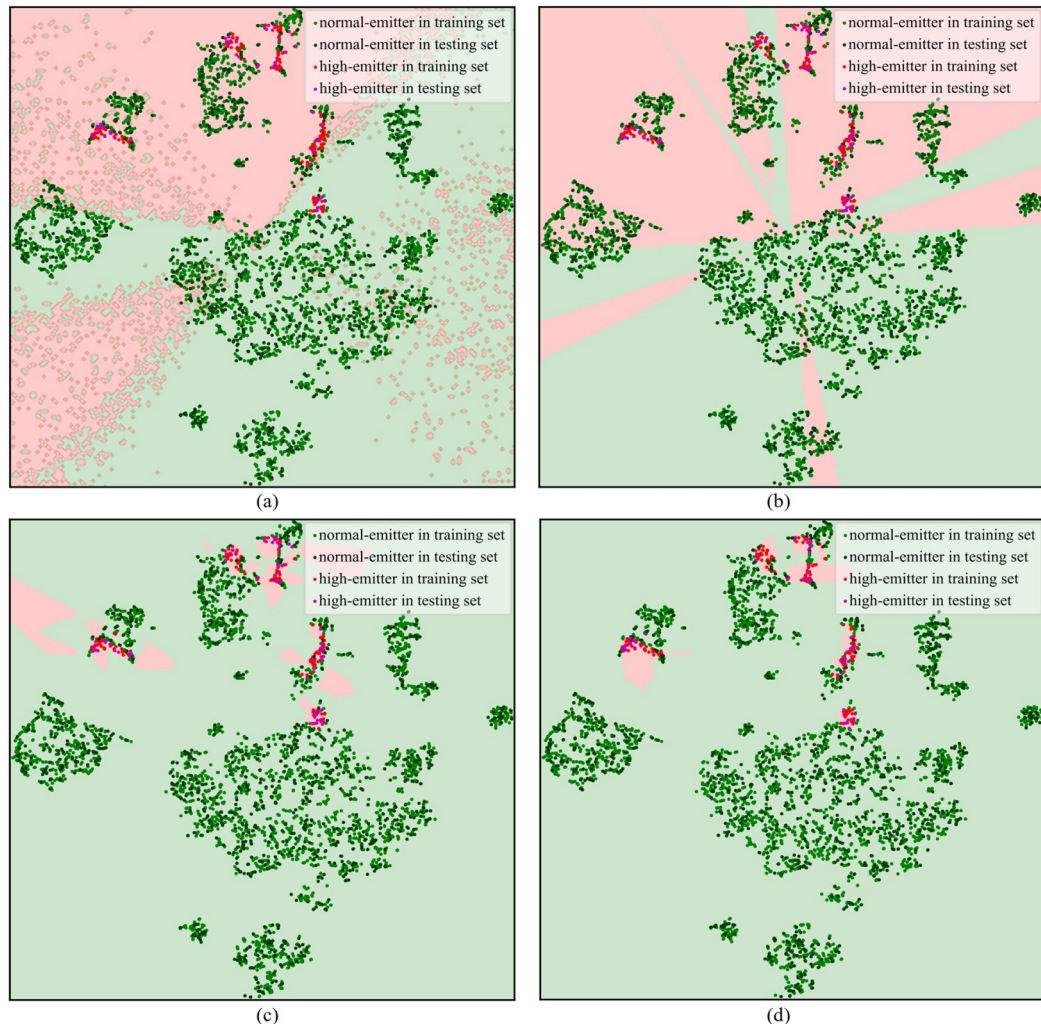 normal-emitter in training set
normal-emitter in testing set
high-emitter in training set
high-emitter in testing set
normal-emitter in training set
normal-emitter in testing set
high-emitter in training set
high-emitter in testing set
(a)
(b)
normal-emitter in training set
normal-emitter in testing set
high-emitter in training set
high-emitter in testing set
normal-emitter in training set
normal-emitter in testing set
high-emitter in training set
high-emitter in testing set
(c)
(d)